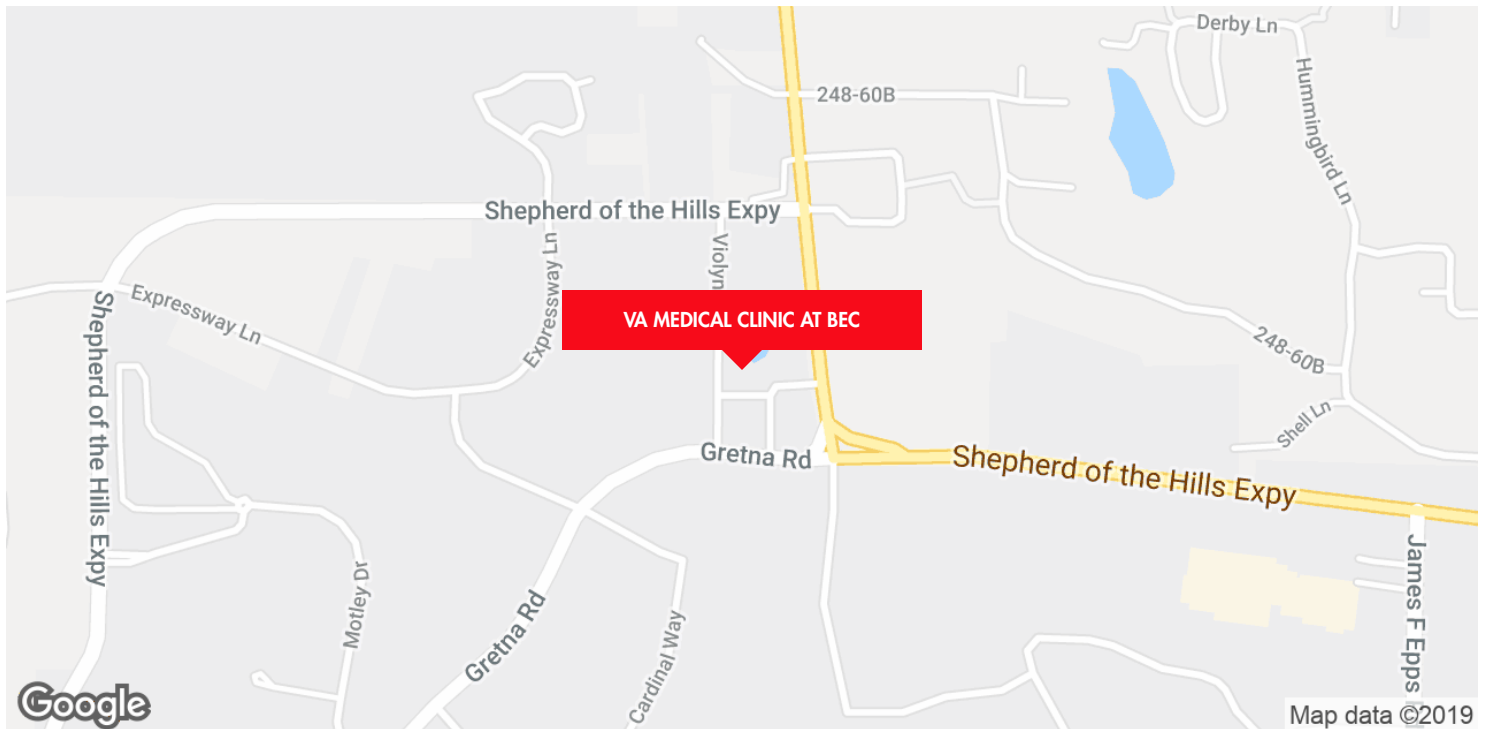 Derby Ln
248-60B
Hummingbird Ln
Shepherd of the Hills Expy
Violyn
Expressway Ln
Expressway Ln
Shepherd of the Hills Expy
VA MEDICAL CLINIC AT BEC
248-60B
Shell Ln
Gretna Rd
Shepherd of the Hills Expy
James F Epps
Motley Dr
Gretna Rd
Cardinal Way
Google
Map data ©2019